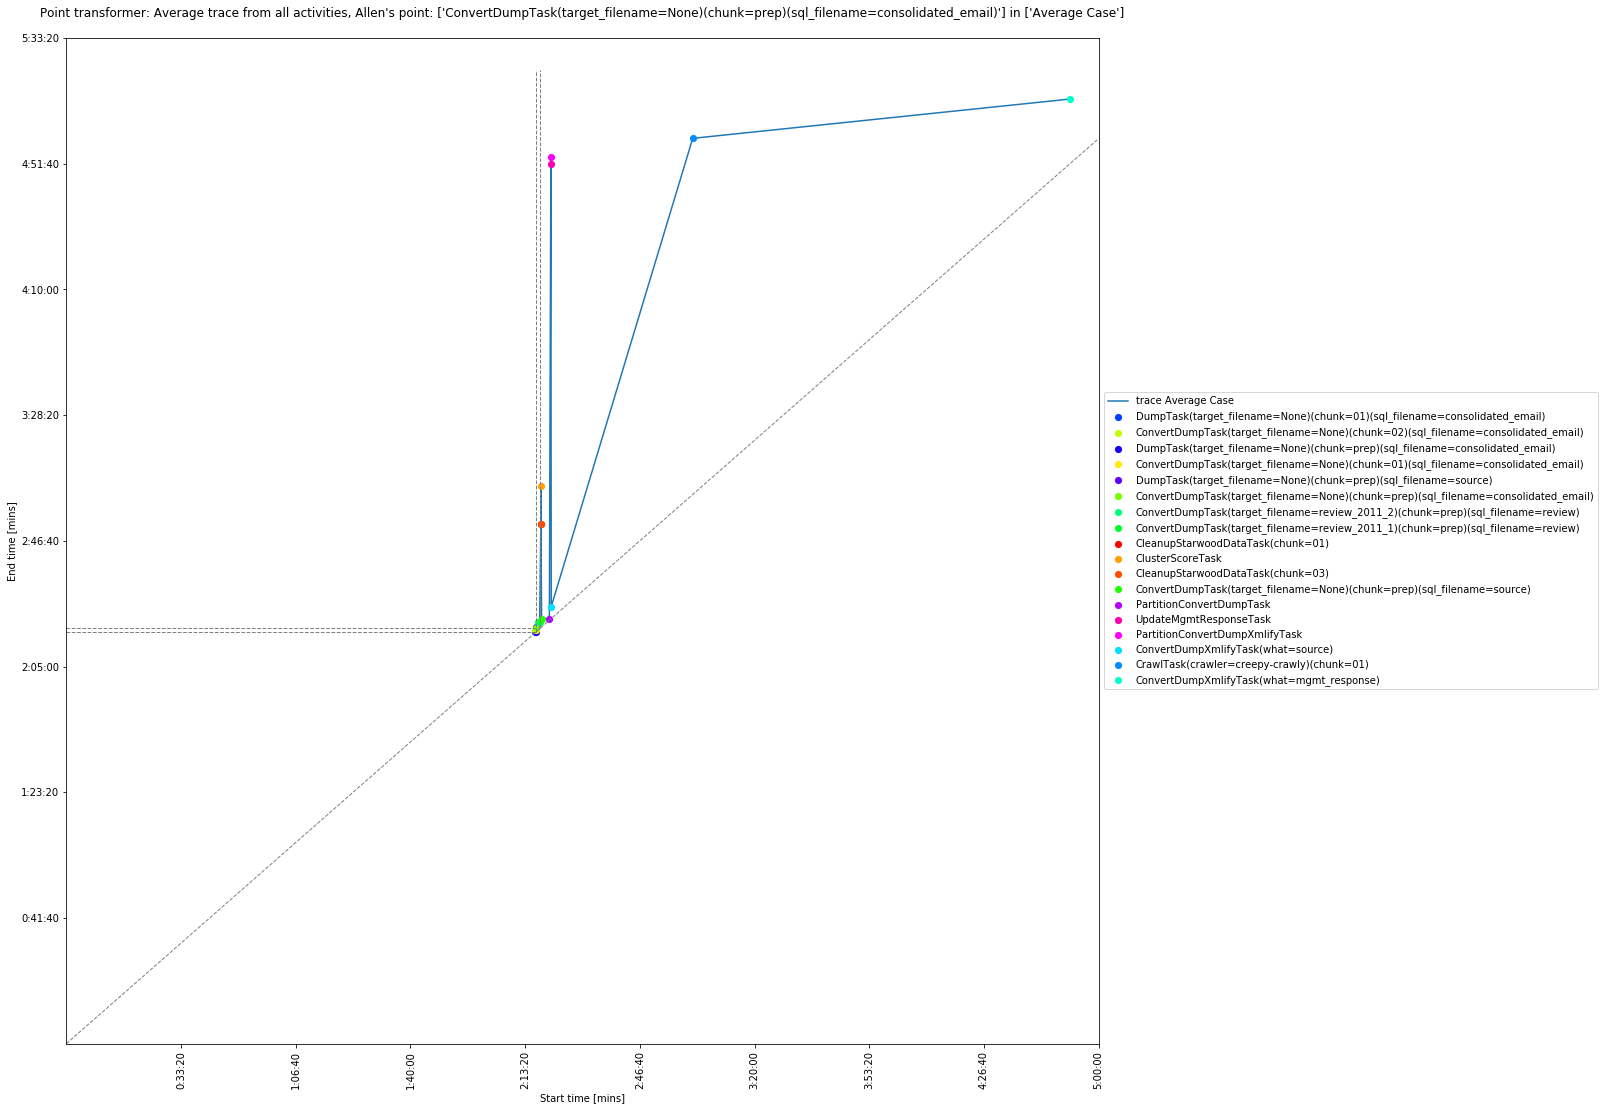 Point transformer: Average trace from all activities, Allen's point: ['ConvertDumpTask(target_filename=None)(chunk=prep)(sql_filename=consolidated_email)'] in ['Average Case']
5:33:20
4:51:40
4:10:00
3:28:20
2:46:40
2:05:00
1:23:20
0:41:40
End time [mins]
0:33:20
1:06:40
1:40:00
2:13:20
2:46:40
3:20:00
3:53:20
4:26:40
5:00:00
Start time [mins]
trace Average Case
DumpTask(target_filename=None)(chunk=01)(sql_filename=consolidated_email)
ConvertDumpTask(target_filename=None)(chunk=02)(sql_filename=consolidated_email)
DumpTask(target_filename=None)(chunk=prep)(sql_filename=consolidated_email)
ConvertDumpTask(target_filename=None)(chunk=01)(sql_filename=consolidated_email)
DumpTask(target_filename=None)(chunk=prep)(sql_filename=source)
ConvertDumpTask(target_filename=None)(chunk=prep)(sql_filename=consolidated_email)
ConvertDumpTask(target_filename=review_2011_2)(chunk=prep)(sql_filename=review)
ConvertDumpTask(target_filename=review_2011_1)(chunk=prep)(sql_filename=review)
CleanupStarwoodDataTask(chunk=01)
ClusterScoreTask
CleanupStarwoodDataTask(chunk=03)
ConvertDumpTask(target_filename=None)(chunk=prep)(sql_filename=source)
PartitionConvertDumpTask
UpdateMgmtResponseTask
PartitionConvertDumpXmlifyTask
ConvertDumpXmlifyTask(what=source)
CrawlTask(crawler=creepy-crawly)(chunk=01)
ConvertDumpXmlifyTask(what=mgmt_response)